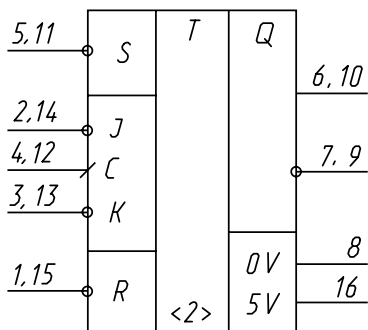 5,11 S T Q
6,10
2,14 J
4,12 C
7, 9
3,13 K
0V 8
1,15 R
5V 16
<2>